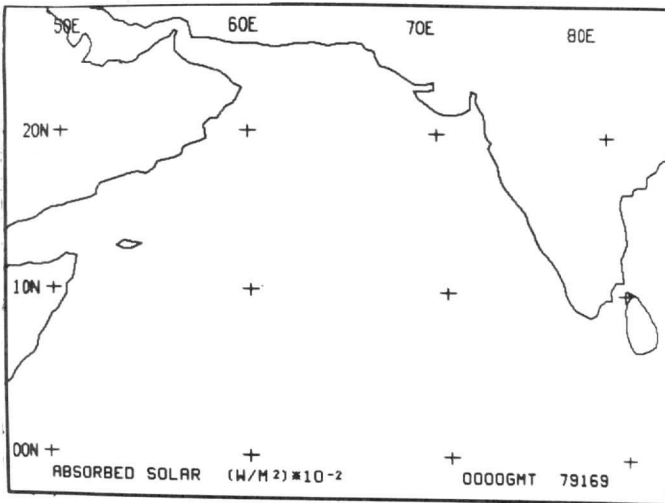 50E 60E 70E 80E
20N
10N
00N
ABSORBED SOLAR (W/M2)*10-2 0000GMT 79169